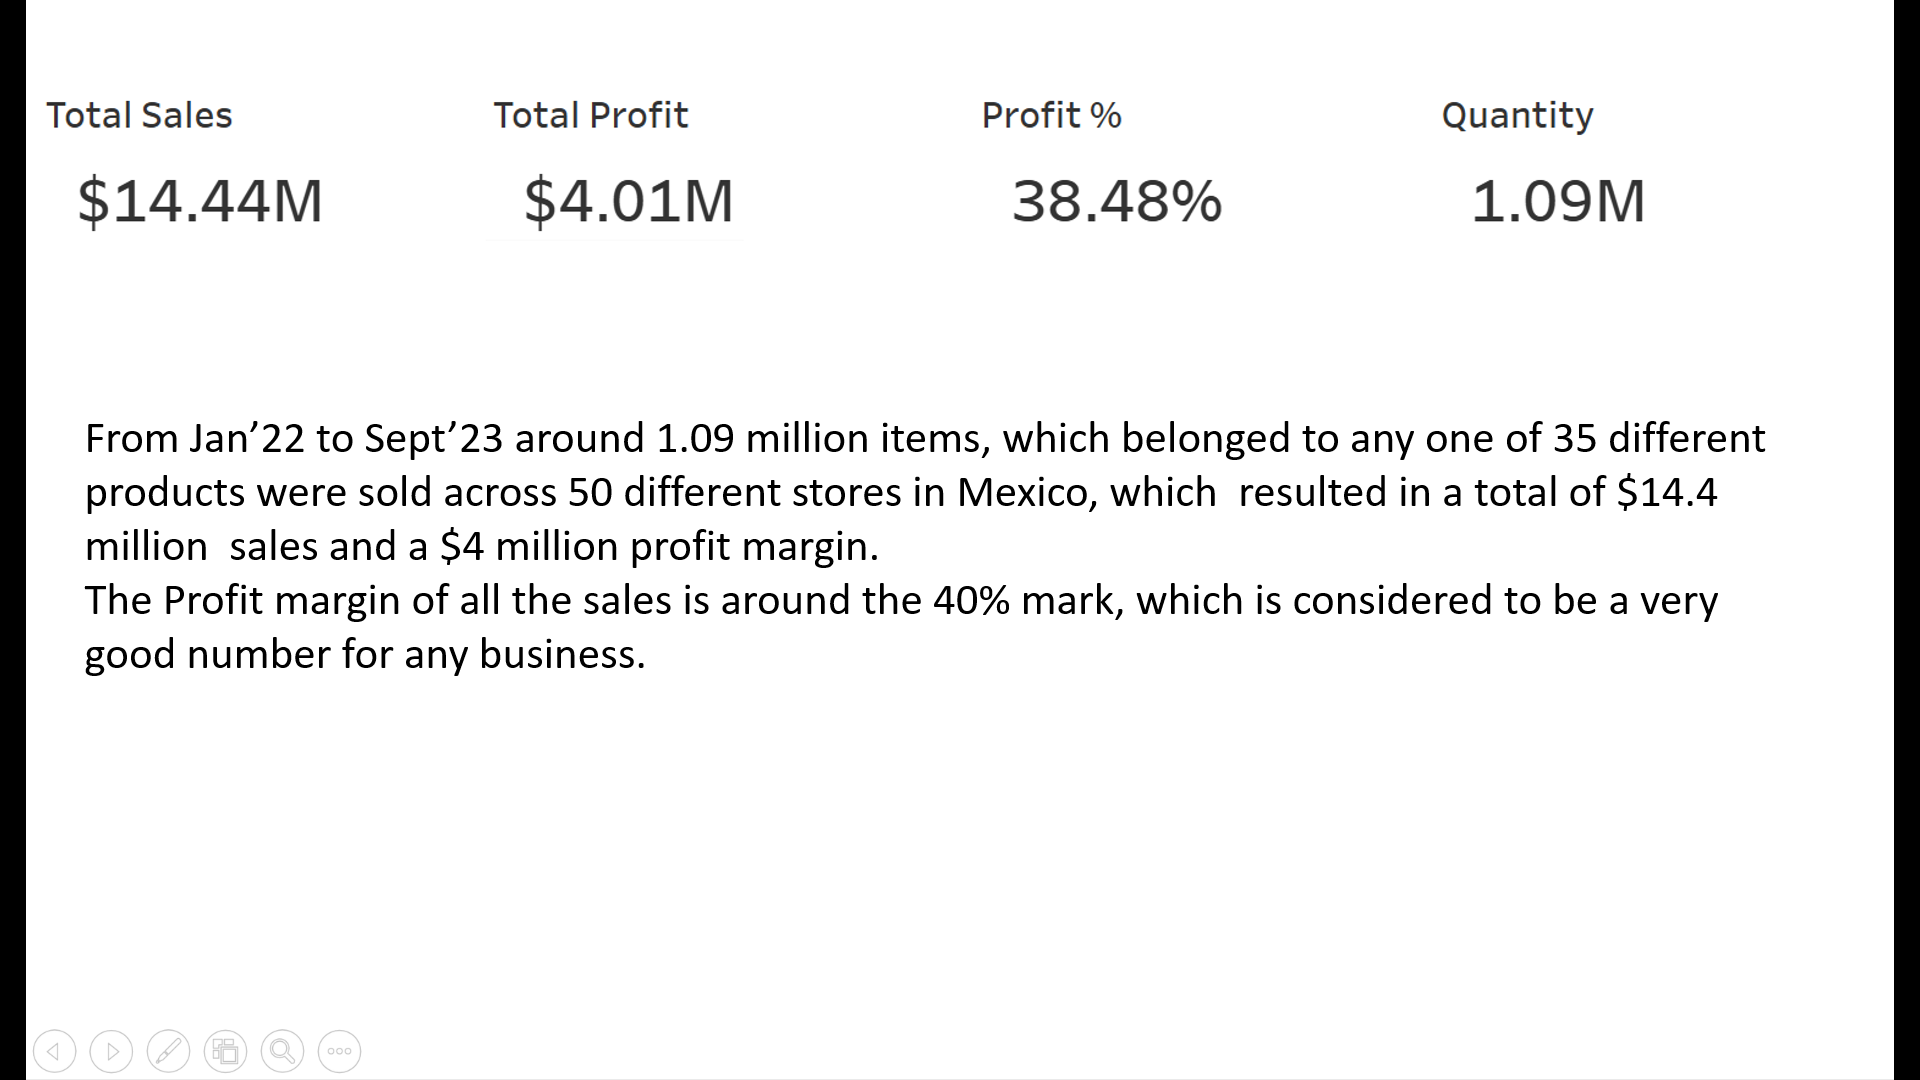 Total Sales Total Profit Profit % Quantity
$14.44M $4.01M 38.48% 1.09M
From Jan’22 to Sept’23 around 1.09 million items, which belonged to any one of 35 different
products were sold across 50 different stores in Mexico, which  resulted in a total of $14.4
million  sales and a $4 million profit margin.
The Profit margin of all the sales is around the 40% mark, which is considered to be a very
good number for any business.